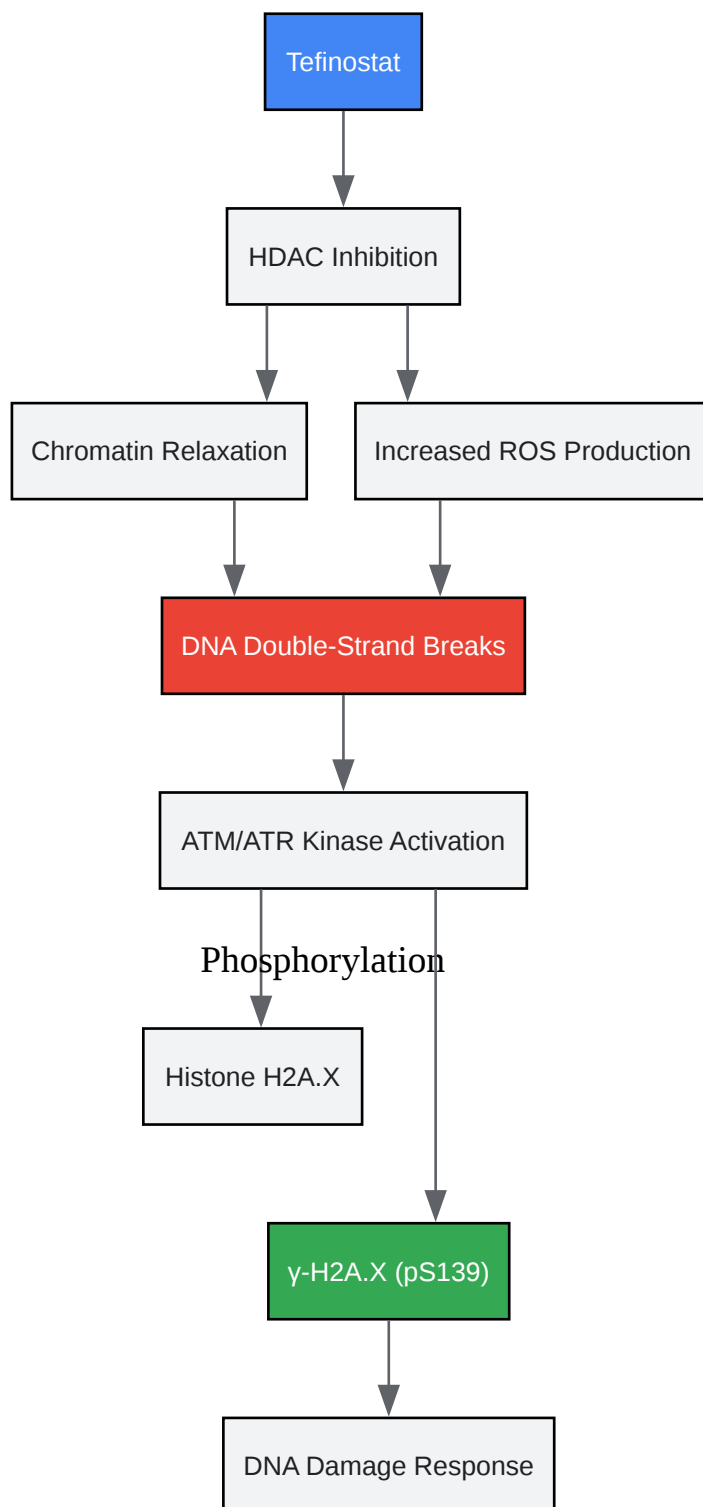 Tefinostat
HDAC Inhibition
Chromatin Relaxation
Increased ROS Production
DNA Double-Strand Breaks
ATM/ATR Kinase Activation
Phosphorylation
Histone H2A.X
γ-H2A.X (pS139)
DNA Damage Response